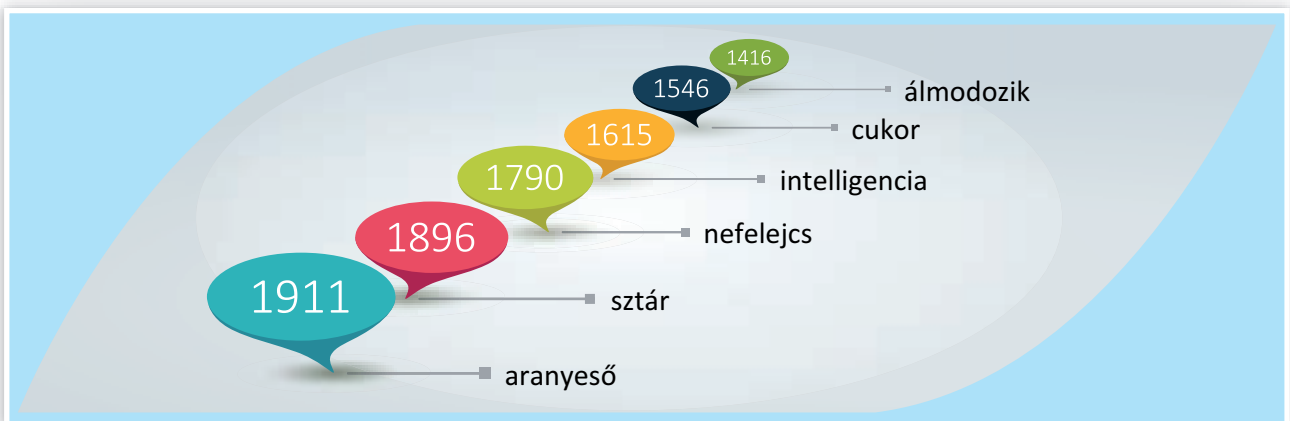 1416
álmodozik
1546
cukor
1615
intelligencia
1790
nefelejcs
1896
sztár
1911
aranyeső